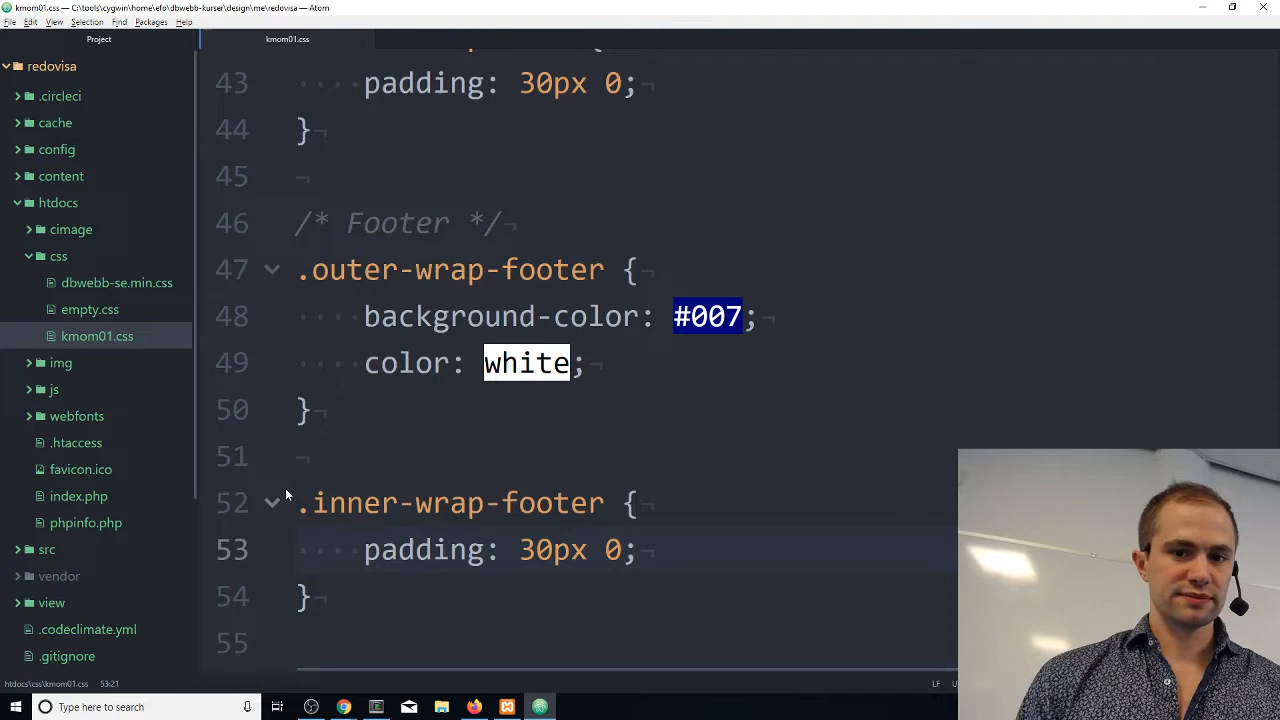 kmom01.css — C:\tools\cygwin\home\efo\dbwebb-kurser\design\me\redovisa — Atom
File Edit View Selection Find Packages Help
Project
kmom01.css
redovisa
.circleci
cache
config
content
htdocs
cimage
css
dbwebb-se.min.css
empty.css
kmom01.css
img
js
webfonts
.htaccess
favicon.ico
index.php
phpinfo.php
src
vendor
view
.codeclimate.yml
.gitignore
{
43 padding: 30px 0;
44 }
45
46 /* Footer */
47 .outer-wrap-footer {
48 background-color: #007;
49 color: white;
50 }
51
52 .inner-wrap-footer {
53 padding: 30px 0;
54 }
55
htdocs\css\kmom01.css 53:21
LF
Type here to search